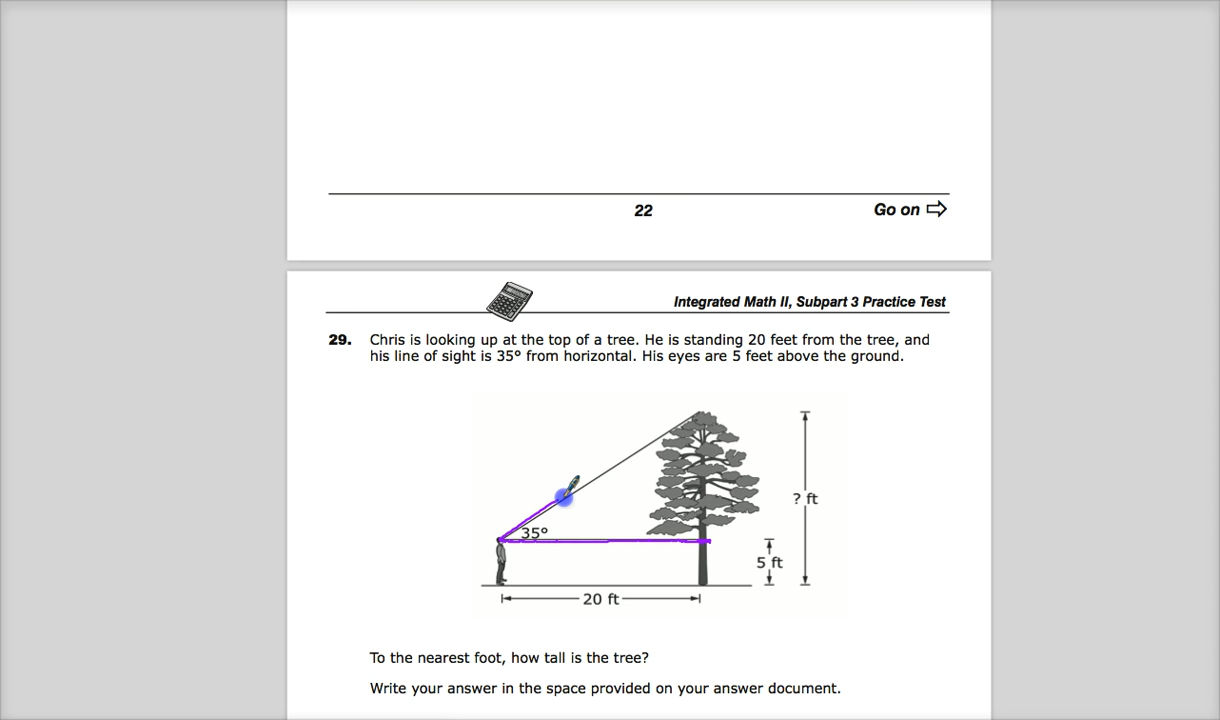 22
Go on
Integrated Math II, Subpart 3 Practice Test
29. Chris is looking up at the top of a tree. He is standing 20 feet from the tree, and
his line of sight is 35° from horizontal. His eyes are 5 feet above the ground.
? ft
35°
5 ft
20 ft
To the nearest foot, how tall is the tree?
Write your answer in the space provided on your answer document.